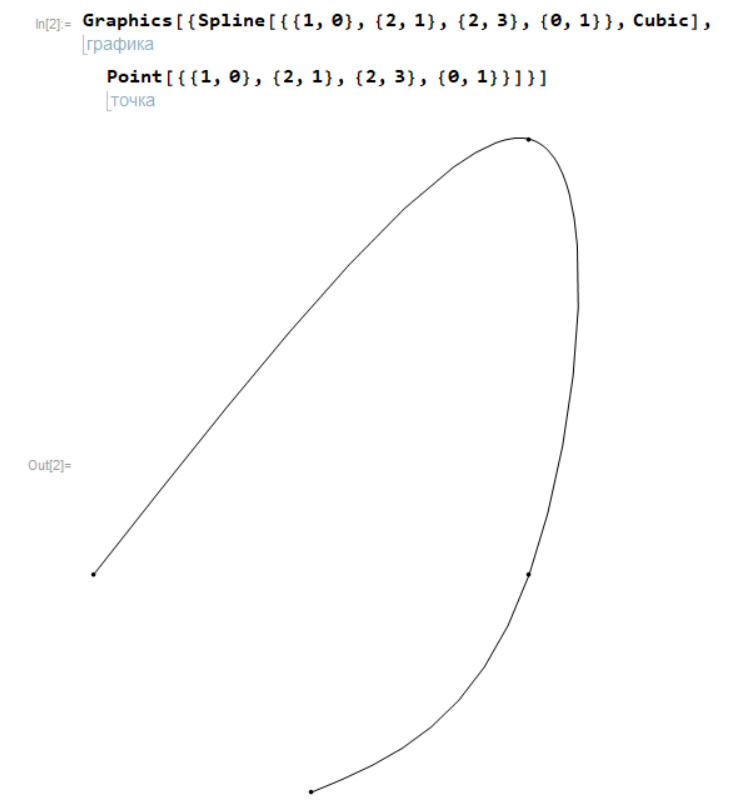 In[2]:= Graphics[{Spline[{{1, 0}, {2, 1}, {2, 3}, {0, 1}}, Cubic],
графика
Point[{{1, 0}, {2, 1}, {2, 3}, {0, 1}}]}]
точка
Out[2]=